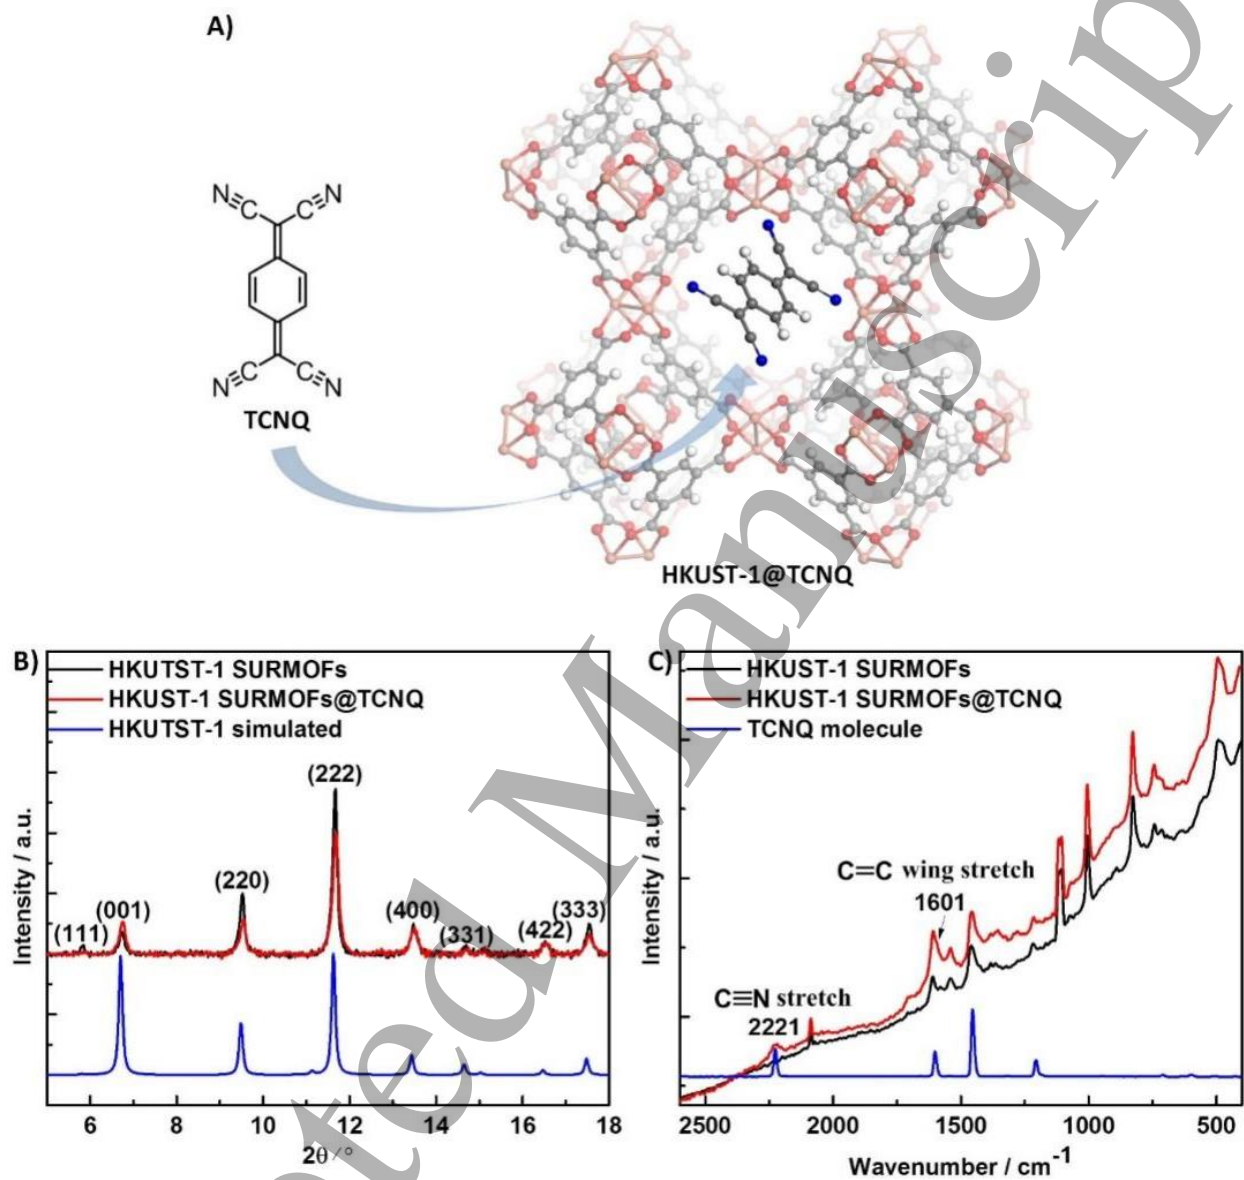 A)
N≡C C≡N
N≡C C≡N
TCNQ
HKUST-1@TCNQ
B)
HKUTST-1 SURMOFs
HKUST-1 SURMOFs@TCNQ
HKUTST-1 simulated
(222)
(220)
(111) (001) (400) (331) (422) (333)
Intensity / a.u.
6 8 10 12 14 16 18
2θ / °
C)
HKUST-1 SURMOFs
HKUST-1 SURMOFs@TCNQ
TCNQ molecule
C=C wing stretch
1601
C≡N stretch
2221
Intensity / a.u.
2500 2000 1500 1000 500
Wavenumber / cm⁻¹
ted Manuscrip